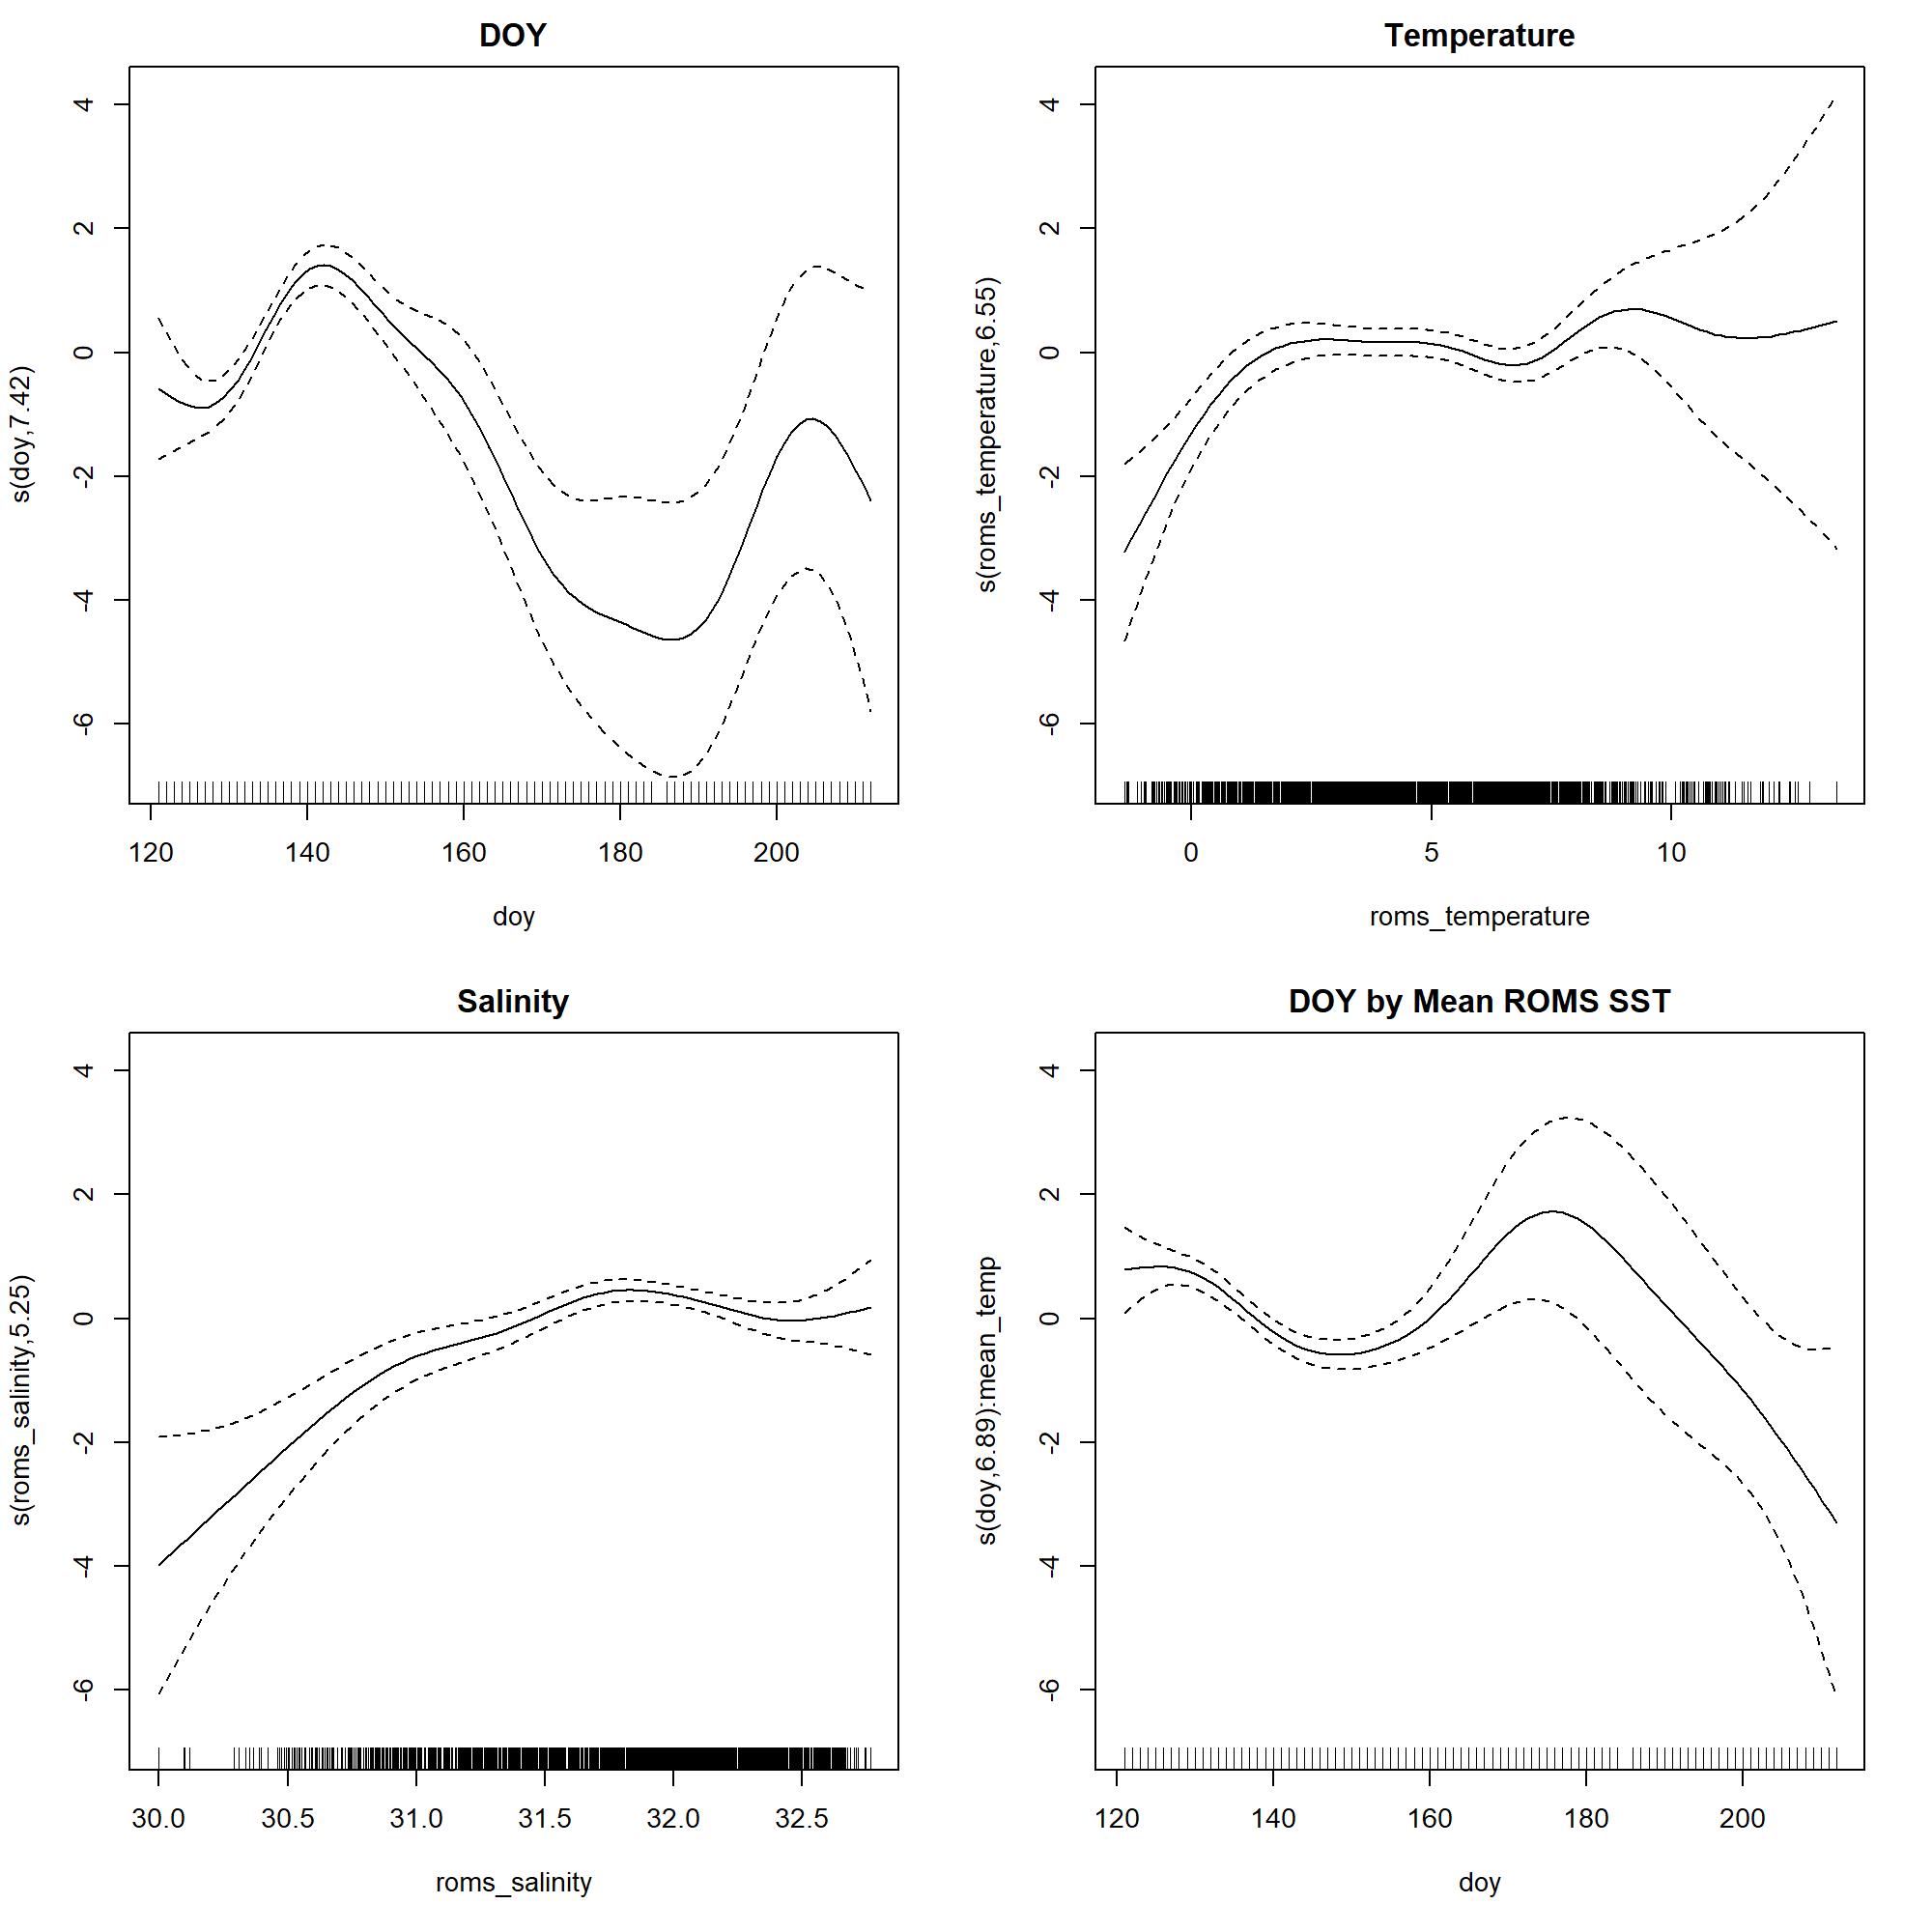 DOY
s(doy,7.42)
4
2
0
-2
-4
-6
120 140 160 180 200
doy
Temperature
s(roms_temperature,6.55)
4
2
0
-2
-4
-6
0 5 10
roms_temperature
Salinity
s(roms_salinity,5.25)
4
2
0
-2
-4
-6
30.0 30.5 31.0 31.5 32.0 32.5
roms_salinity
DOY by Mean ROMS SST
s(doy,6.89):mean_temp
4
2
0
-2
-4
-6
120 140 160 180 200
doy